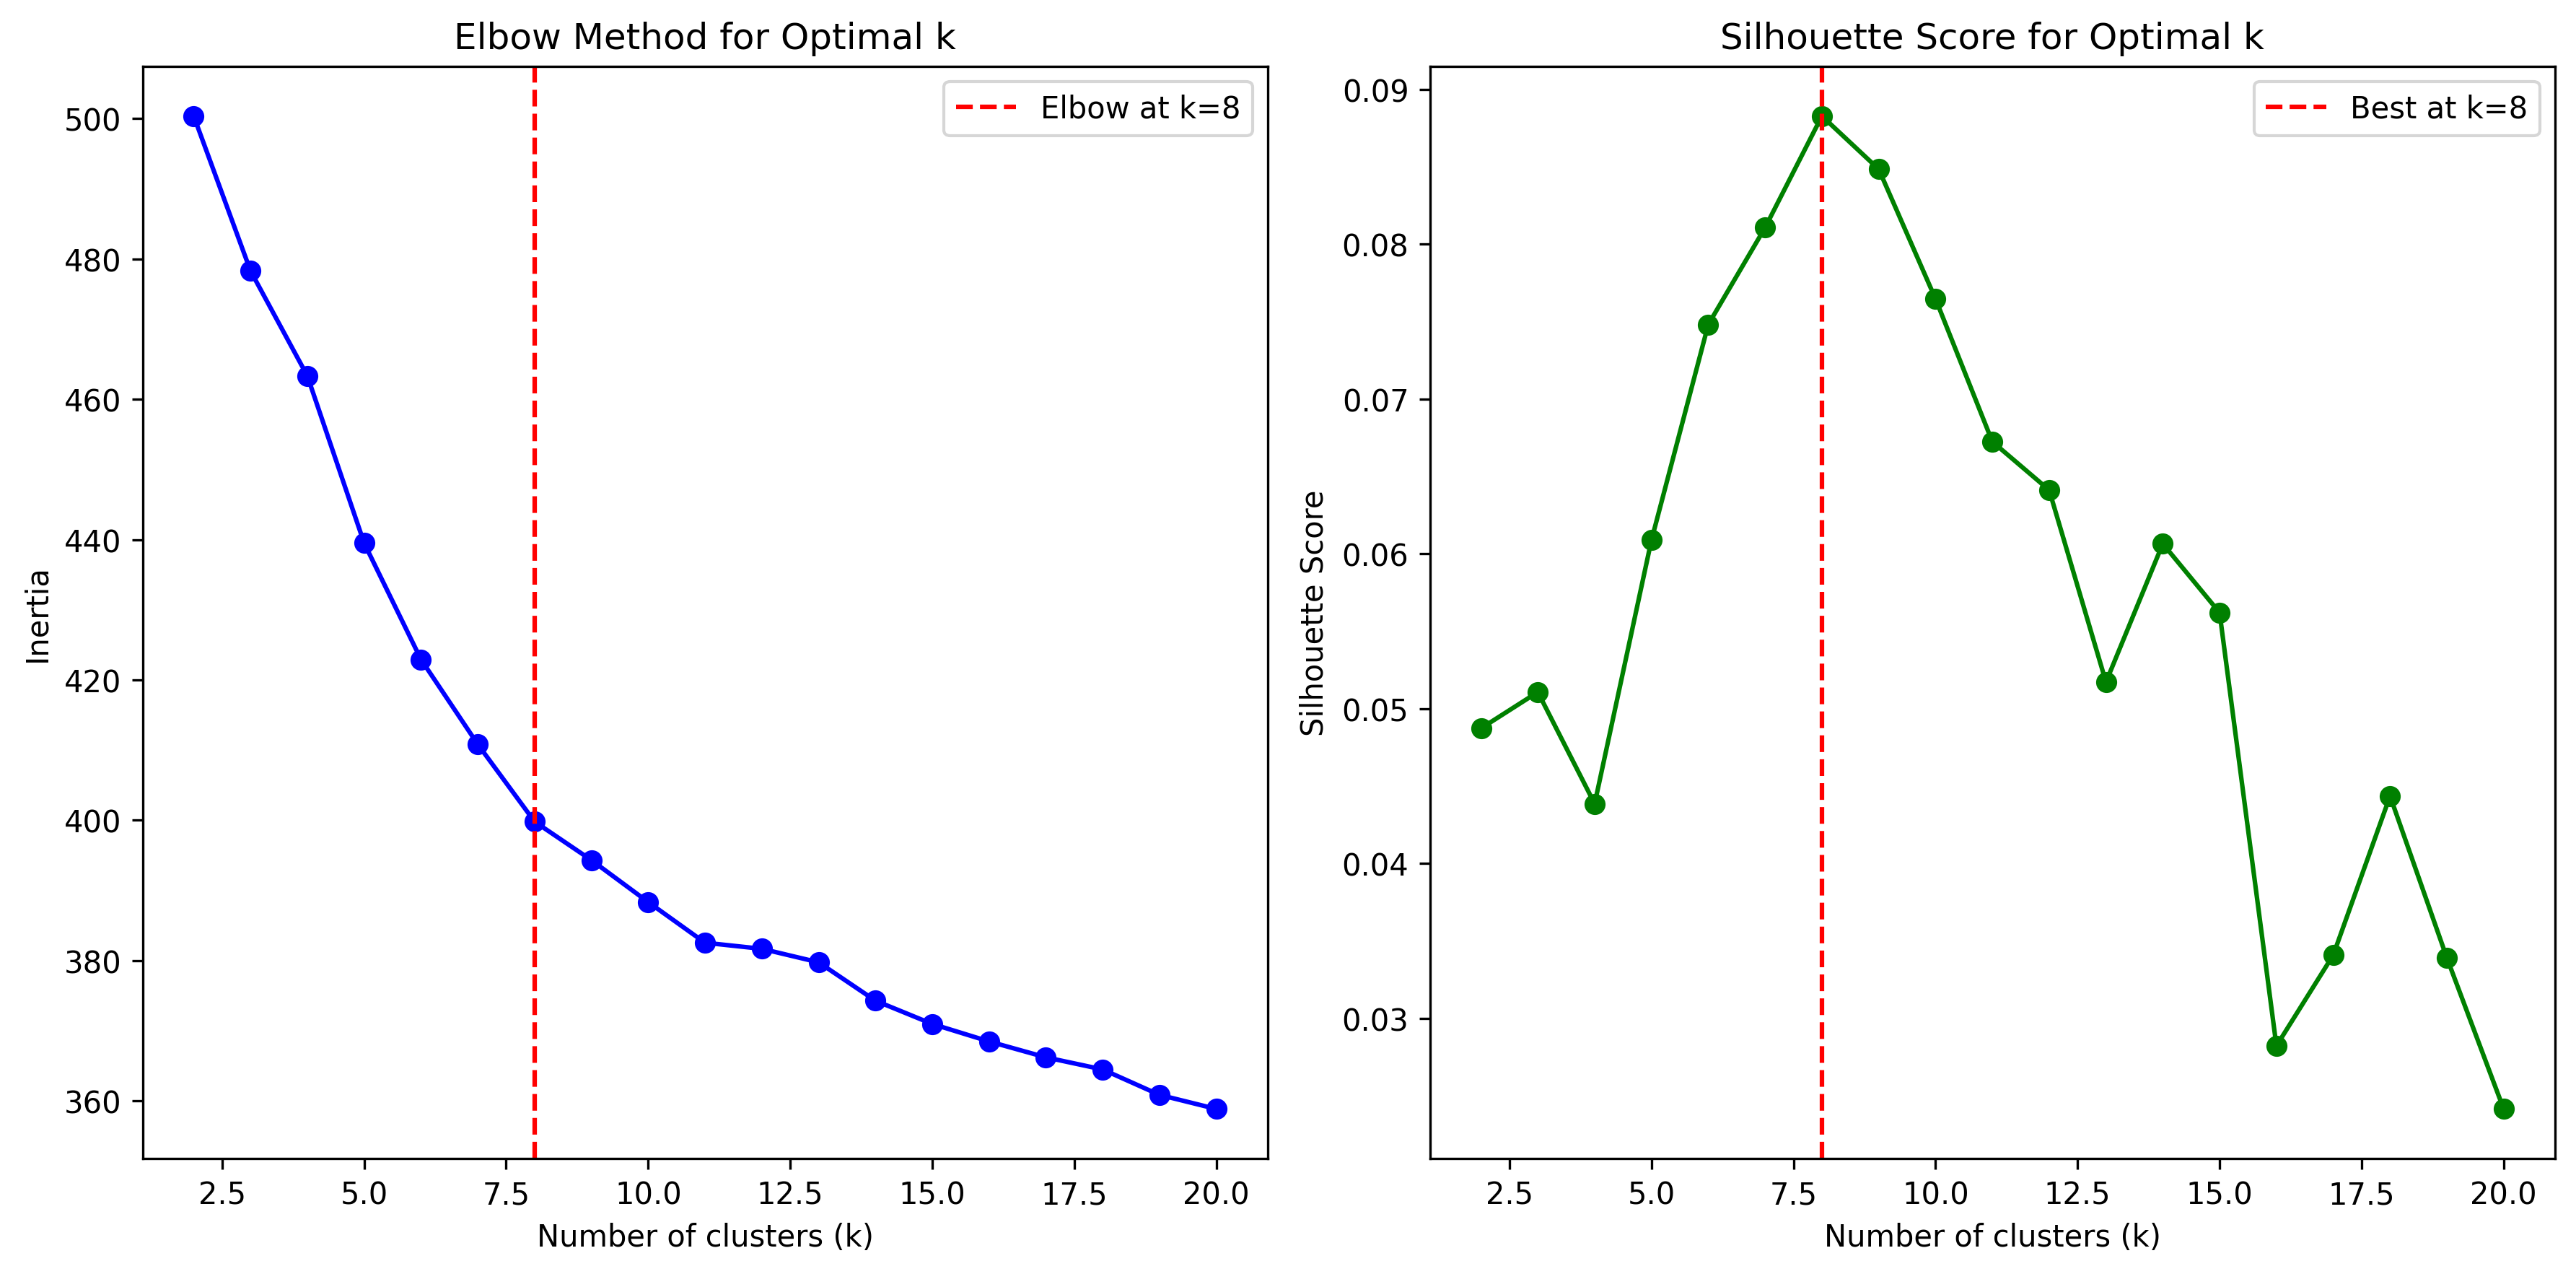 Elbow Method for Optimal k
Elbow at k=8
500
480
460
440
420
400
380
360
Inertia
2.5 5.0 7.5 10.0 12.5 15.0 17.5 20.0
Number of clusters (k)
Silhouette Score for Optimal k
Best at k=8
0.09
0.08
0.07
0.06
0.05
0.04
0.03
Silhouette Score
2.5 5.0 7.5 10.0 12.5 15.0 17.5 20.0
Number of clusters (k)